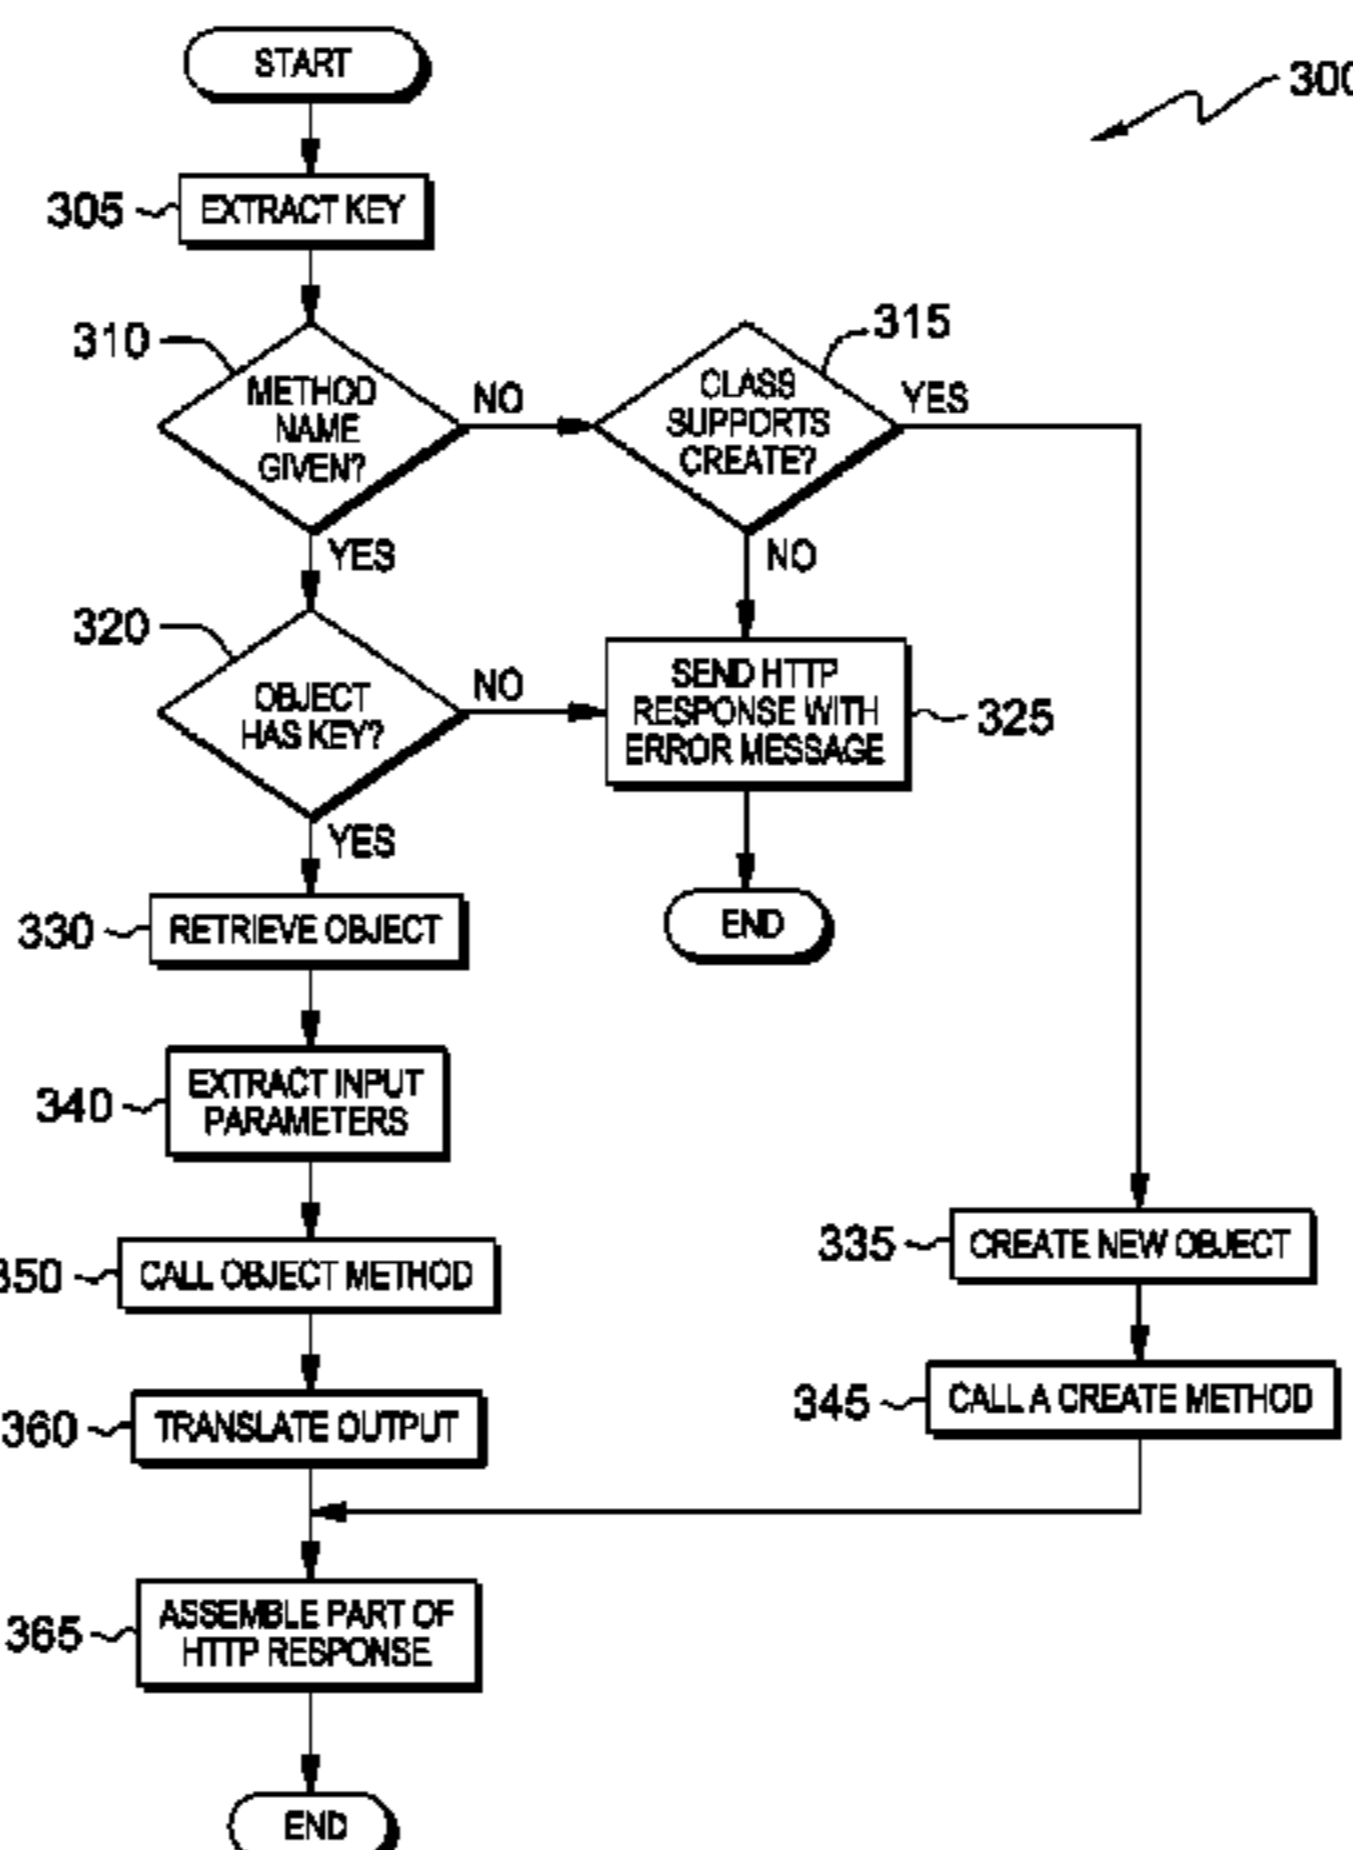 START
300
305
EXTRACT KEY
310
METHOD
NAME
GIVEN?
NO
315
CLASS
SUPPORTS
CREATE?
YES
YES
NO
320
OBJECT
HAS KEY?
NO
SEND HTTP
RESPONSE WITH
ERROR MESSAGE
325
YES
END
330
RETRIEVE OBJECT
340
EXTRACT INPUT
PARAMETERS
350
CALL OBJECT METHOD
335
CREATE NEW OBJECT
360
TRANSLATE OUTPUT
345
CALL A CREATE METHOD
365
ASSEMBLE PART OF
HTTP RESPONSE
END